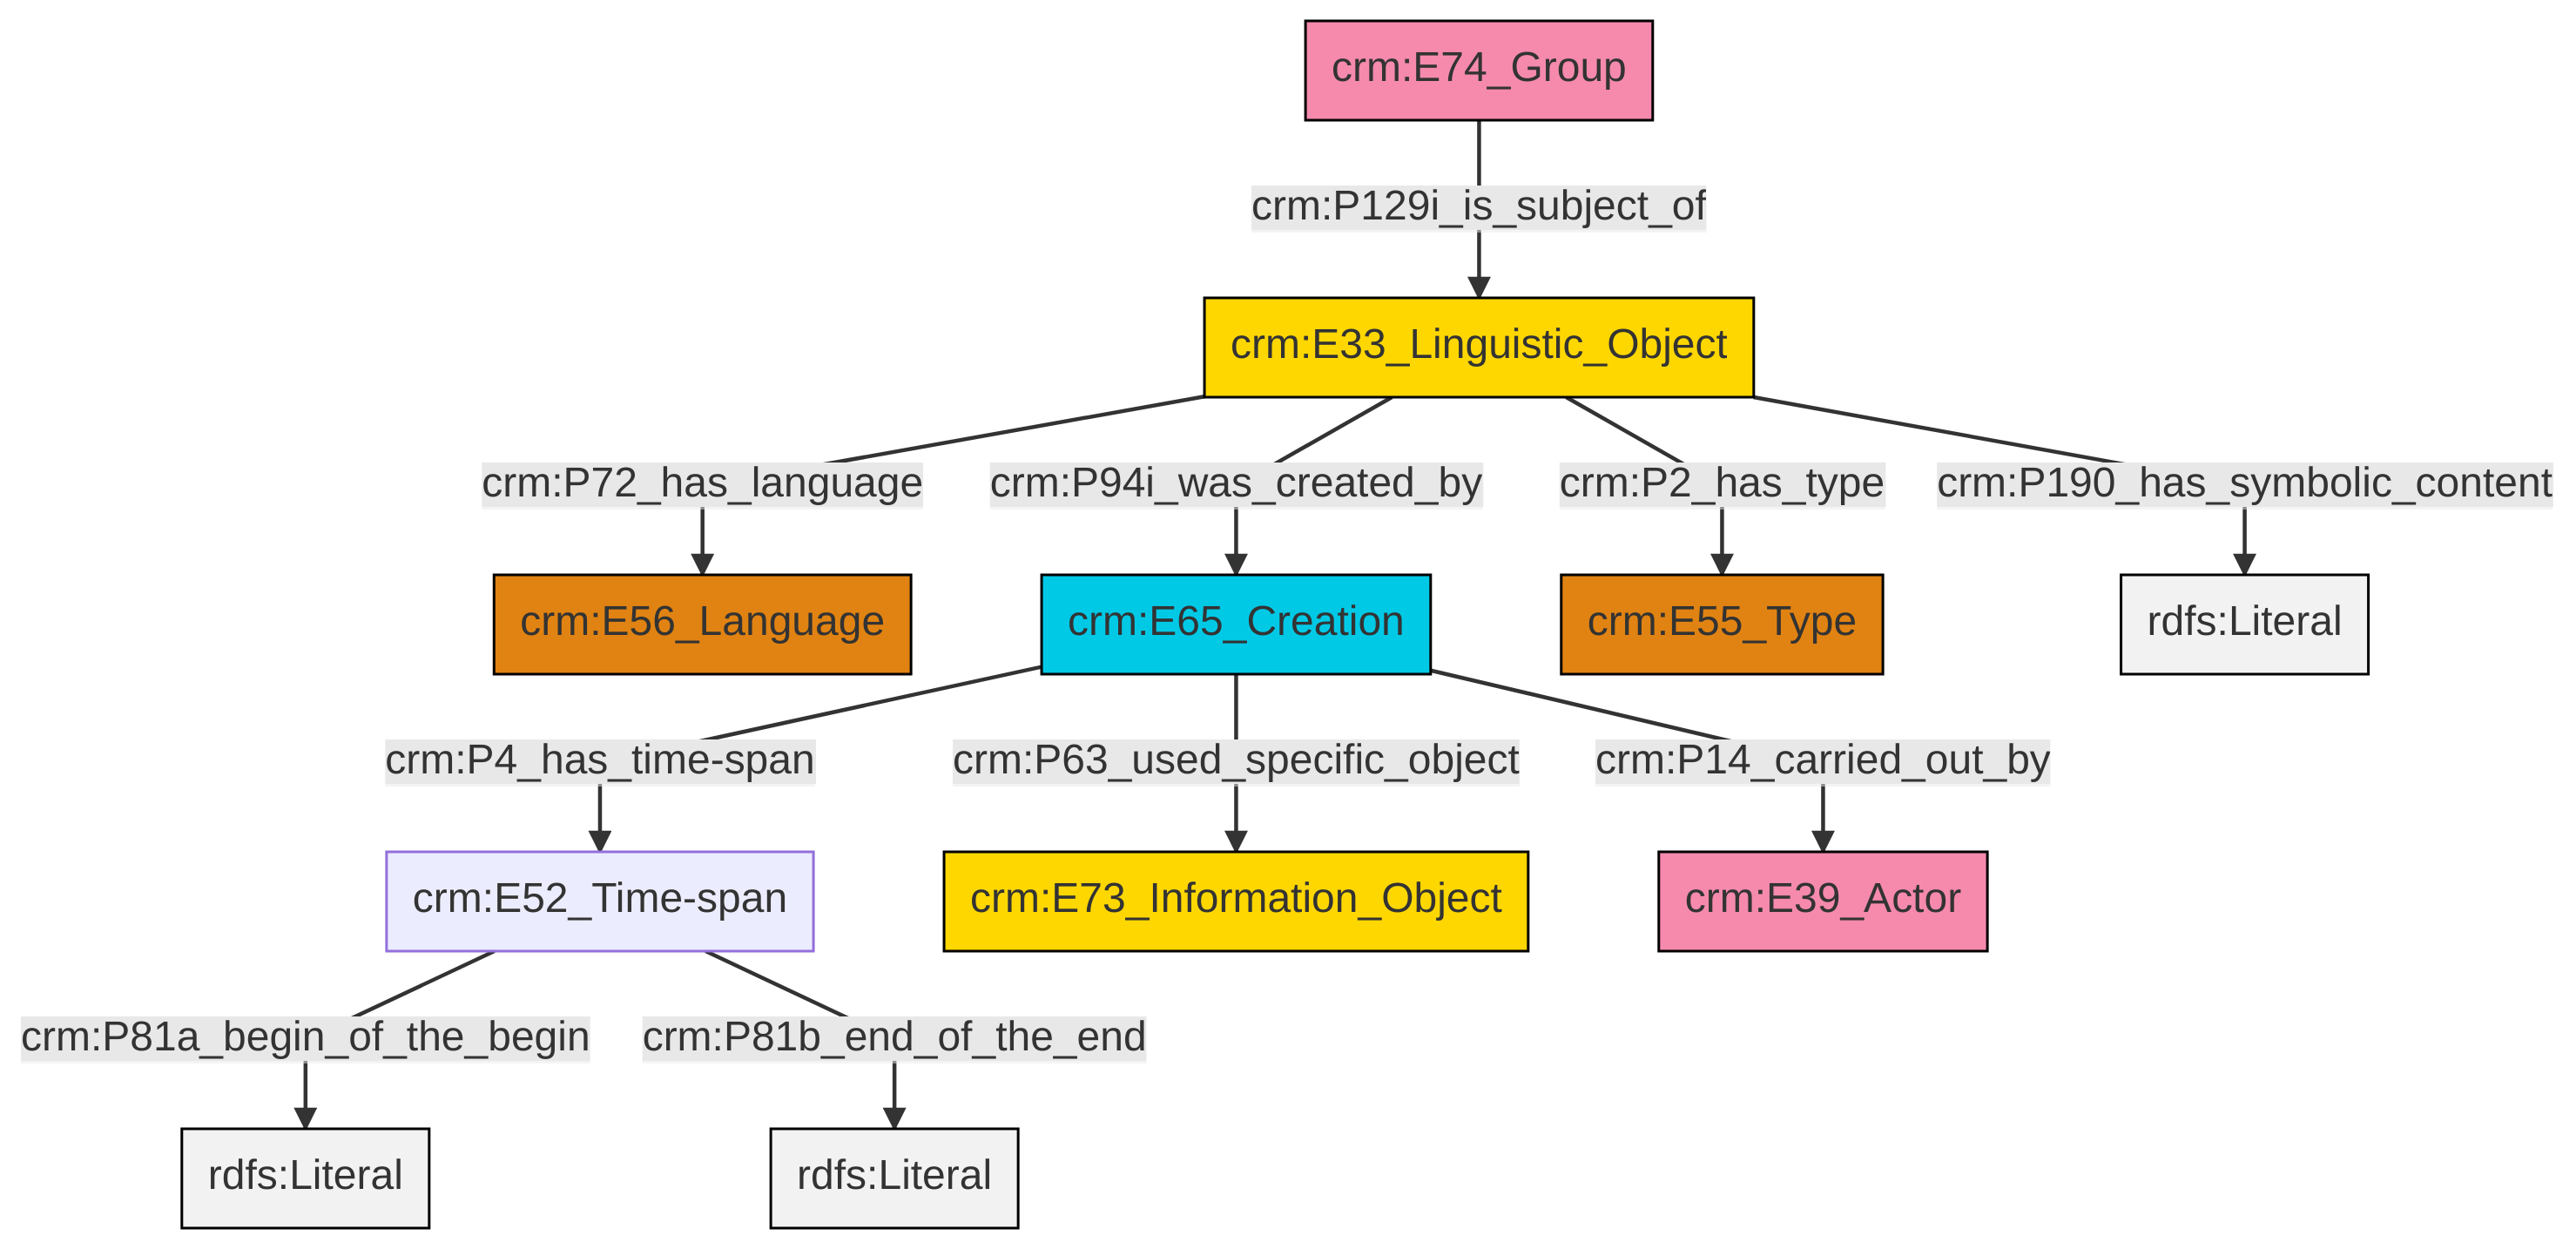 crm:E74_Group
crm:P129i_is_subject_of
crm:E33_Linguistic_Object
crm:P72_has_language
crm:P94i_was_created_by
crm:P2_has_type
crm:P190_has_symbolic_content
crm:E56_Language
crm:E65_Creation
crm:E55_Type
rdfs:Literal
crm:P4_has_time-span
crm:P63_used_specific_object
crm:P14_carried_out_by
crm:E52_Time-span
crm:E73_Information_Object
crm:E39_Actor
crm:P81a_begin_of_the_begin
crm:P81b_end_of_the_end
rdfs:Literal
rdfs:Literal